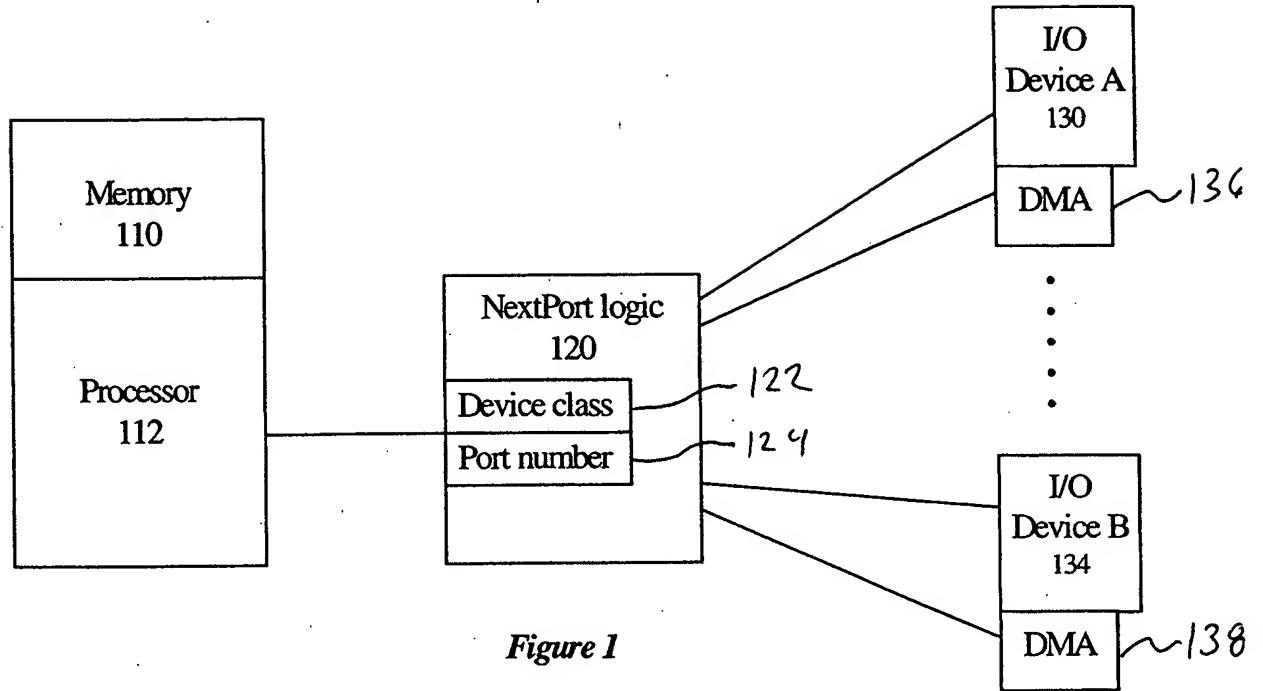 Memory
110
Processor
112
NextPort logic
120
Device class
122
Port number
124
I/O
Device A
130
DMA
136
I/O
Device B
134
DMA
138
Figure 1